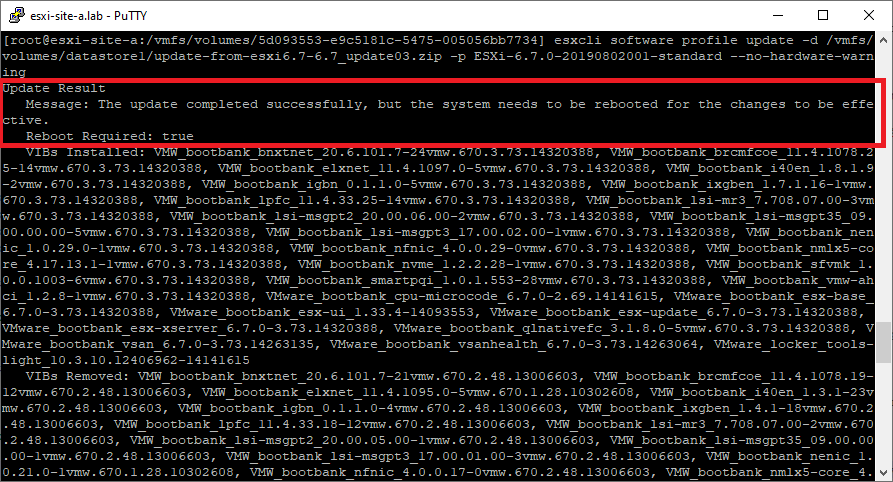 esxi-site-a.lab - PuTTY
[root@esxi-site-a:/vmfs/volumes/5d093553-e9c5181c-5475-005056bb7734] esxcli software profile update -d /vmfs/
volumes/datastore1/update-from-esxi6.7-6.7_update03.zip -p ESXi-6.7.0-20190802001-standard --no-hardware-warn
ing
Update Result
   Message: The update completed successfully, but the system needs to be rebooted for the changes to be effe
ctive.
   Reboot Required: true
   VIBs Installed: VMW_bootbank_bnxtnet_20.6.101.7-24vmw.670.3.73.14320388, VMW_bootbank_brcmfcoe_11.4.1078.2
5-14vmw.670.3.73.14320388, VMW_bootbank_elxnet_11.4.1097.0-5vmw.670.3.73.14320388, VMW_bootbank_i40en_1.8.1.9
-2vmw.670.3.73.14320388, VMW_bootbank_igbn_0.1.1.0-5vmw.670.3.73.14320388, VMW_bootbank_ixgben_1.7.1.16-1vmw.
670.3.73.14320388, VMW_bootbank_lpfc_11.4.33.25-14vmw.670.3.73.14320388, VMW_bootbank_lsi-mr3_7.708.07.00-3vm
w.670.3.73.14320388, VMW_bootbank_lsi-msgpt2_20.00.06.00-2vmw.670.3.73.14320388, VMW_bootbank_lsi-msgpt35_09.
00.00.00-5vmw.670.3.73.14320388, VMW_bootbank_lsi-msgpt3_17.00.02.00-1vmw.670.3.73.14320388, VMW_bootbank_nen
ic_1.0.29.0-1vmw.670.3.73.14320388, VMW_bootbank_nfnic_4.0.0.29-0vmw.670.3.73.14320388, VMW_bootbank_nmlx5-co
re_4.17.13.1-1vmw.670.3.73.14320388, VMW_bootbank_nvme_1.2.2.28-1vmw.670.3.73.14320388, VMW_bootbank_sfvmk_1.
0.0.1003-6vmw.670.3.73.14320388, VMW_bootbank_smartpqi_1.0.1.553-28vmw.670.3.73.14320388, VMW_bootbank_vmw-ah
ci_1.2.8-1vmw.670.3.73.14320388, VMware_bootbank_cpu-microcode_6.7.0-2.69.14141615, VMware_bootbank_esx-base_
6.7.0-3.73.14320388, VMware_bootbank_esx-ui_1.33.4-14093553, VMware_bootbank_esx-update_6.7.0-3.73.14320388, 
VMware_bootbank_esx-xserver_6.7.0-3.73.14320388, VMware_bootbank_qlnativefc_3.1.8.0-5vmw.670.3.73.14320388, V
Mware_bootbank_vsan_6.7.0-3.73.14263135, VMware_bootbank_vsanhealth_6.7.0-3.73.14263064, VMware_locker_tools-
light_10.3.10.12406962-14141615
   VIBs Removed: VMW_bootbank_bnxtnet_20.6.101.7-21vmw.670.2.48.13006603, VMW_bootbank_brcmfcoe_11.4.1078.19-
12vmw.670.2.48.13006603, VMW_bootbank_elxnet_11.4.1095.0-5vmw.670.1.28.10302608, VMW_bootbank_i40en_1.3.1-23v
mw.670.2.48.13006603, VMW_bootbank_igbn_0.1.1.0-4vmw.670.2.48.13006603, VMW_bootbank_ixgben_1.4.1-18vmw.670.2
.48.13006603, VMW_bootbank_lpfc_11.4.33.18-12vmw.670.2.48.13006603, VMW_bootbank_lsi-mr3_7.708.07.00-2vmw.670
.2.48.13006603, VMW_bootbank_lsi-msgpt2_20.00.05.00-1vmw.670.2.48.13006603, VMW_bootbank_lsi-msgpt35_09.00.00
.00-1vmw.670.2.48.13006603, VMW_bootbank_lsi-msgpt3_17.00.01.00-3vmw.670.2.48.13006603, VMW_bootbank_nenic_1.
0.21.0-1vmw.670.1.28.10302608, VMW_bootbank_nfnic_4.0.0.17-0vmw.670.2.48.13006603, VMW_bootbank_nmlx5-core_4.